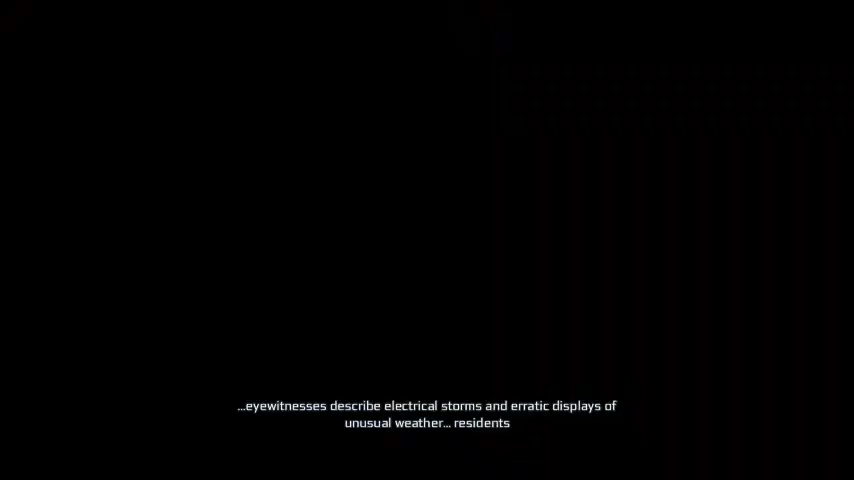 ...eyewitnesses describe electrical storms and erratic displays of
unusual weather... residents